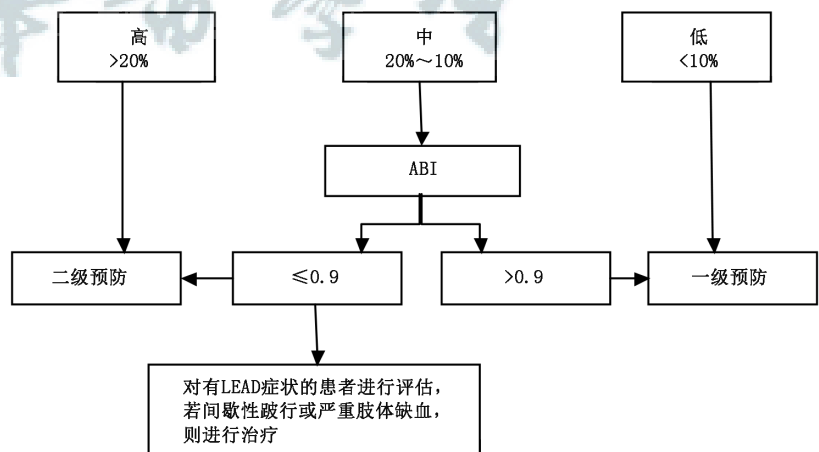 高
>20%
中
20%～10%
低
<10%
ABI
二级预防
≤0.9
>0.9
一级预防
对有LEAD症状的患者进行评估，
若间歇性跛行或严重肢体缺血，
则进行治疗